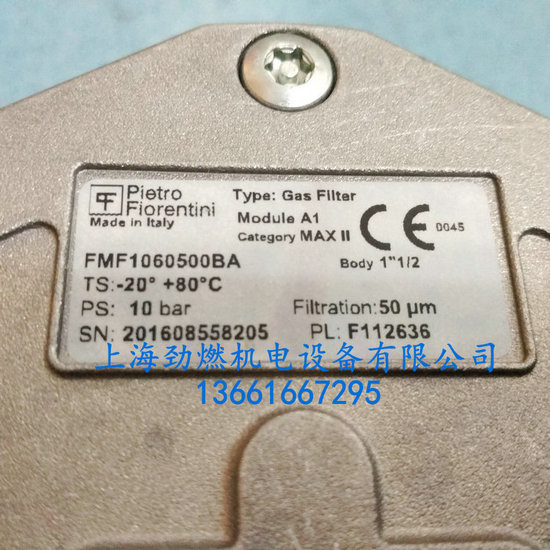 Pietro
Fiorentini
Made in Italy
Type: Gas Filter
Module A1
Category MAX II
CE 0045
FMF1060500BA
Body 1"1/2
TS: -20° +80°C
PS: 10 bar
Filtration: 50 µm
SN: 201608558205
PL: F112636
上海劲燃机电设备有限公司
13661667295